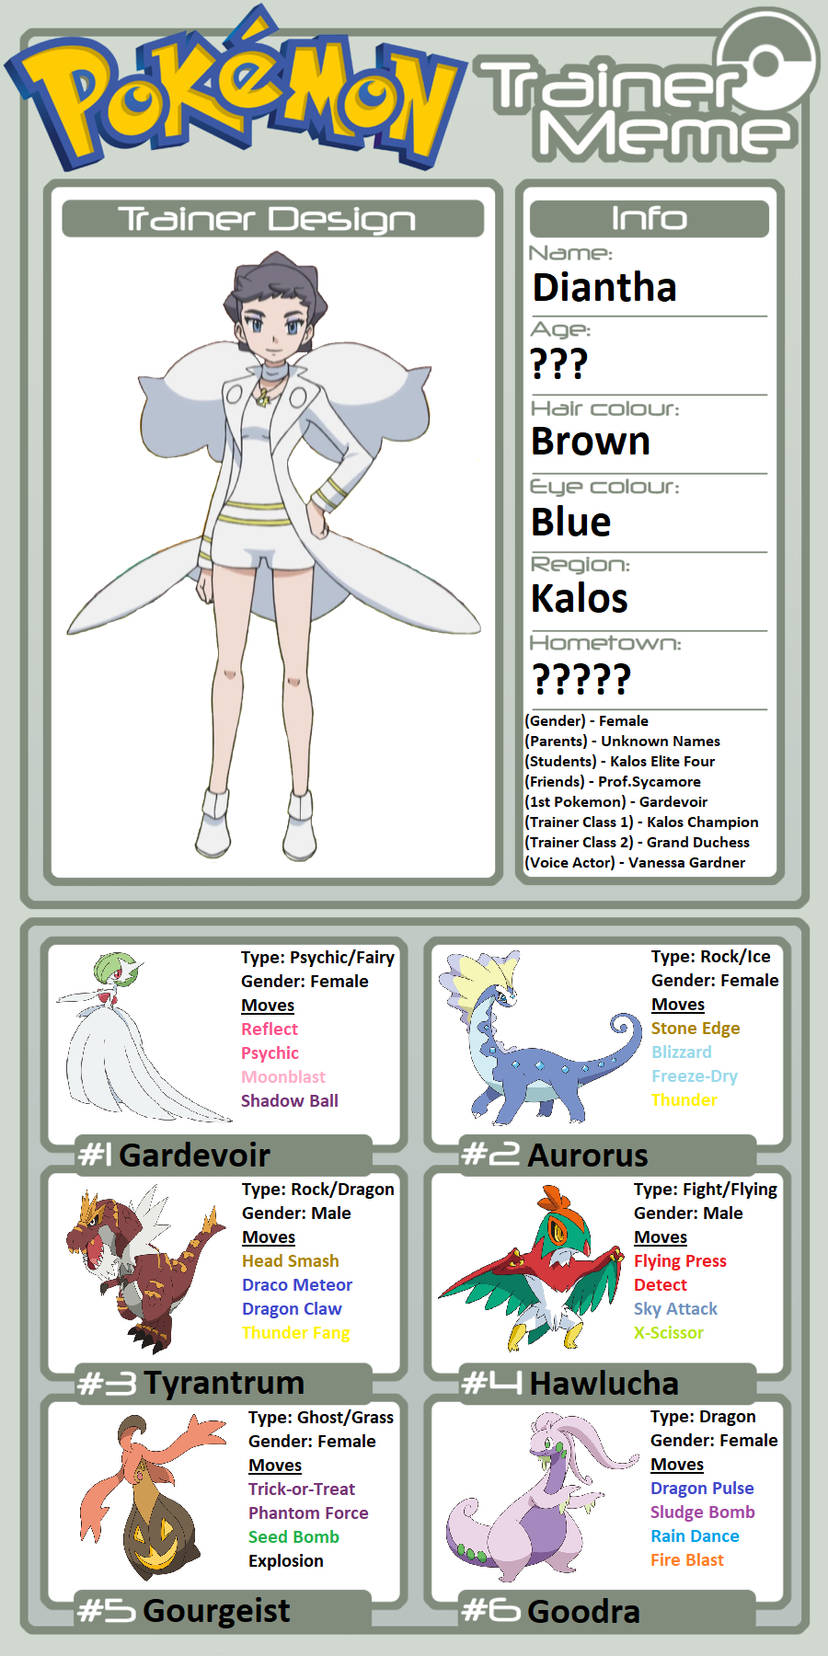 POKéMON
Trainer
Meme
Trainer Design
Info
Name:
Diantha
Age:
???
Hair colour:
Brown
Eye colour:
Blue
Region:
Kalos
Hometown:
?????
(Gender) - Female
(Parents) - Unknown Names
(Students) - Kalos Elite Four
(Friends) - Prof.Sycamore
(1st Pokemon) - Gardevoir
(Trainer Class 1) - Kalos Champion
(Trainer Class 2) - Grand Duchess
(Voice Actor) - Vanessa Gardner
Type: Psychic/Fairy
Gender: Female
Moves
Reflect
Psychic
Moonblast
Shadow Ball
#1 Gardevoir
Type: Rock/Ice
Gender: Female
Moves
Stone Edge
Blizzard
Freeze-Dry
Thunder
#2 Aurorus
Type: Rock/Dragon
Gender: Male
Moves
Head Smash
Draco Meteor
Dragon Claw
Thunder Fang
#3 Tyrantrum
Type: Fight/Flying
Gender: Male
Moves
Flying Press
Detect
Sky Attack
X-Scissor
#4 Hawlucha
Type: Ghost/Grass
Gender: Female
Moves
Trick-or-Treat
Phantom Force
Seed Bomb
Explosion
#5 Gourgeist
Type: Dragon
Gender: Female
Moves
Dragon Pulse
Sludge Bomb
Rain Dance
Fire Blast
#6 Goodra